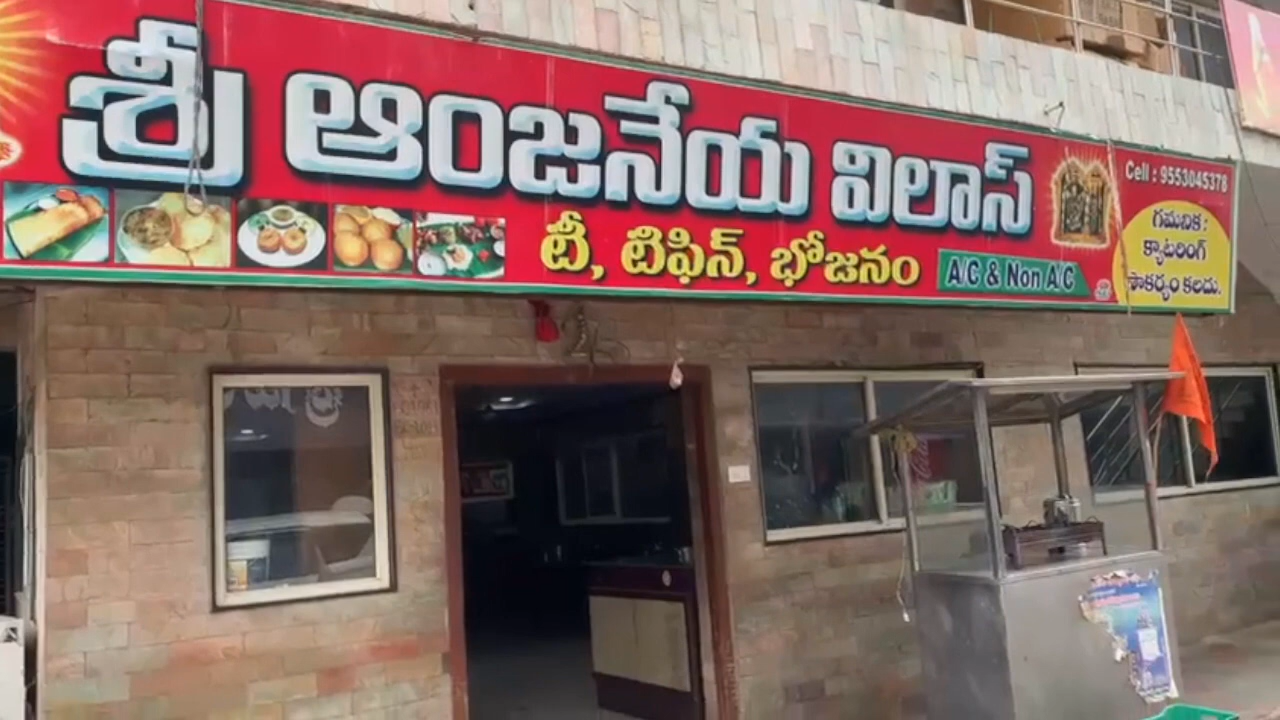 శ్రీ ఆంజనేయ విలాస్
టీ, టిఫిన్, భోజనం
A/C & Non A/C
Cell : 9553045378
గమనిక :
క్యాటరింగ్
సౌకర్యం కలదు.